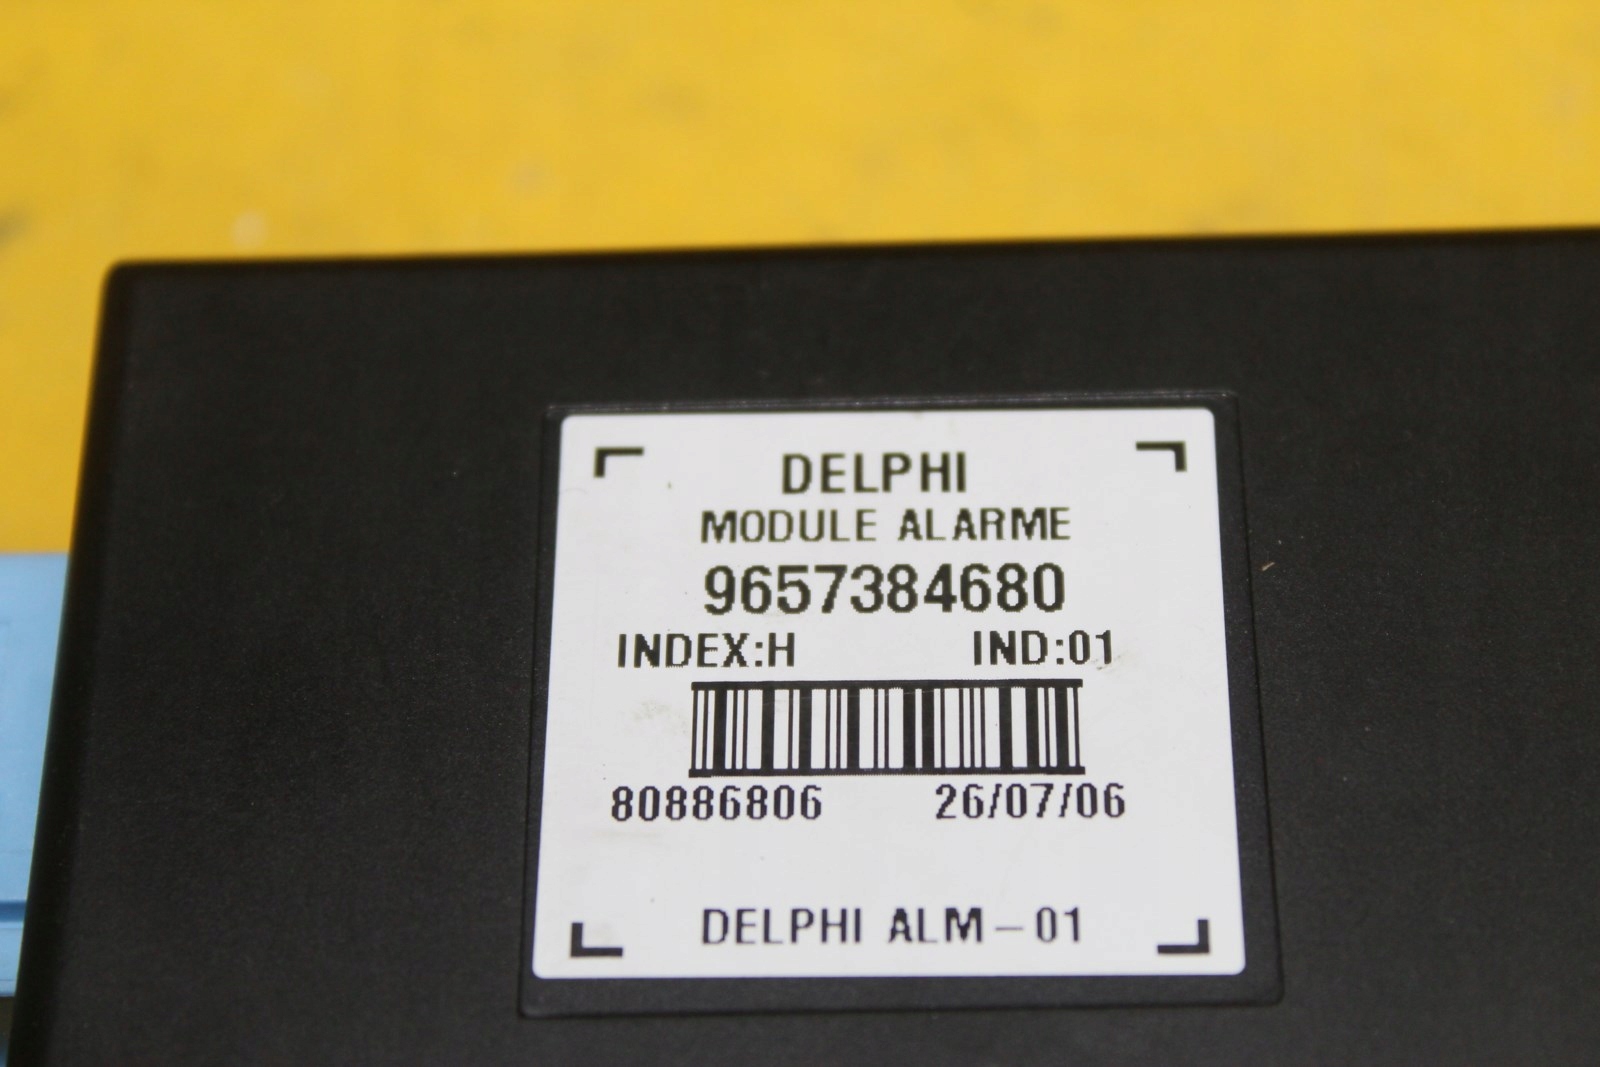 DELPHI
MODULE ALARME
9657384680
INDEX:H IND:01
80886806 26/07/06
DELPHI ALM-01